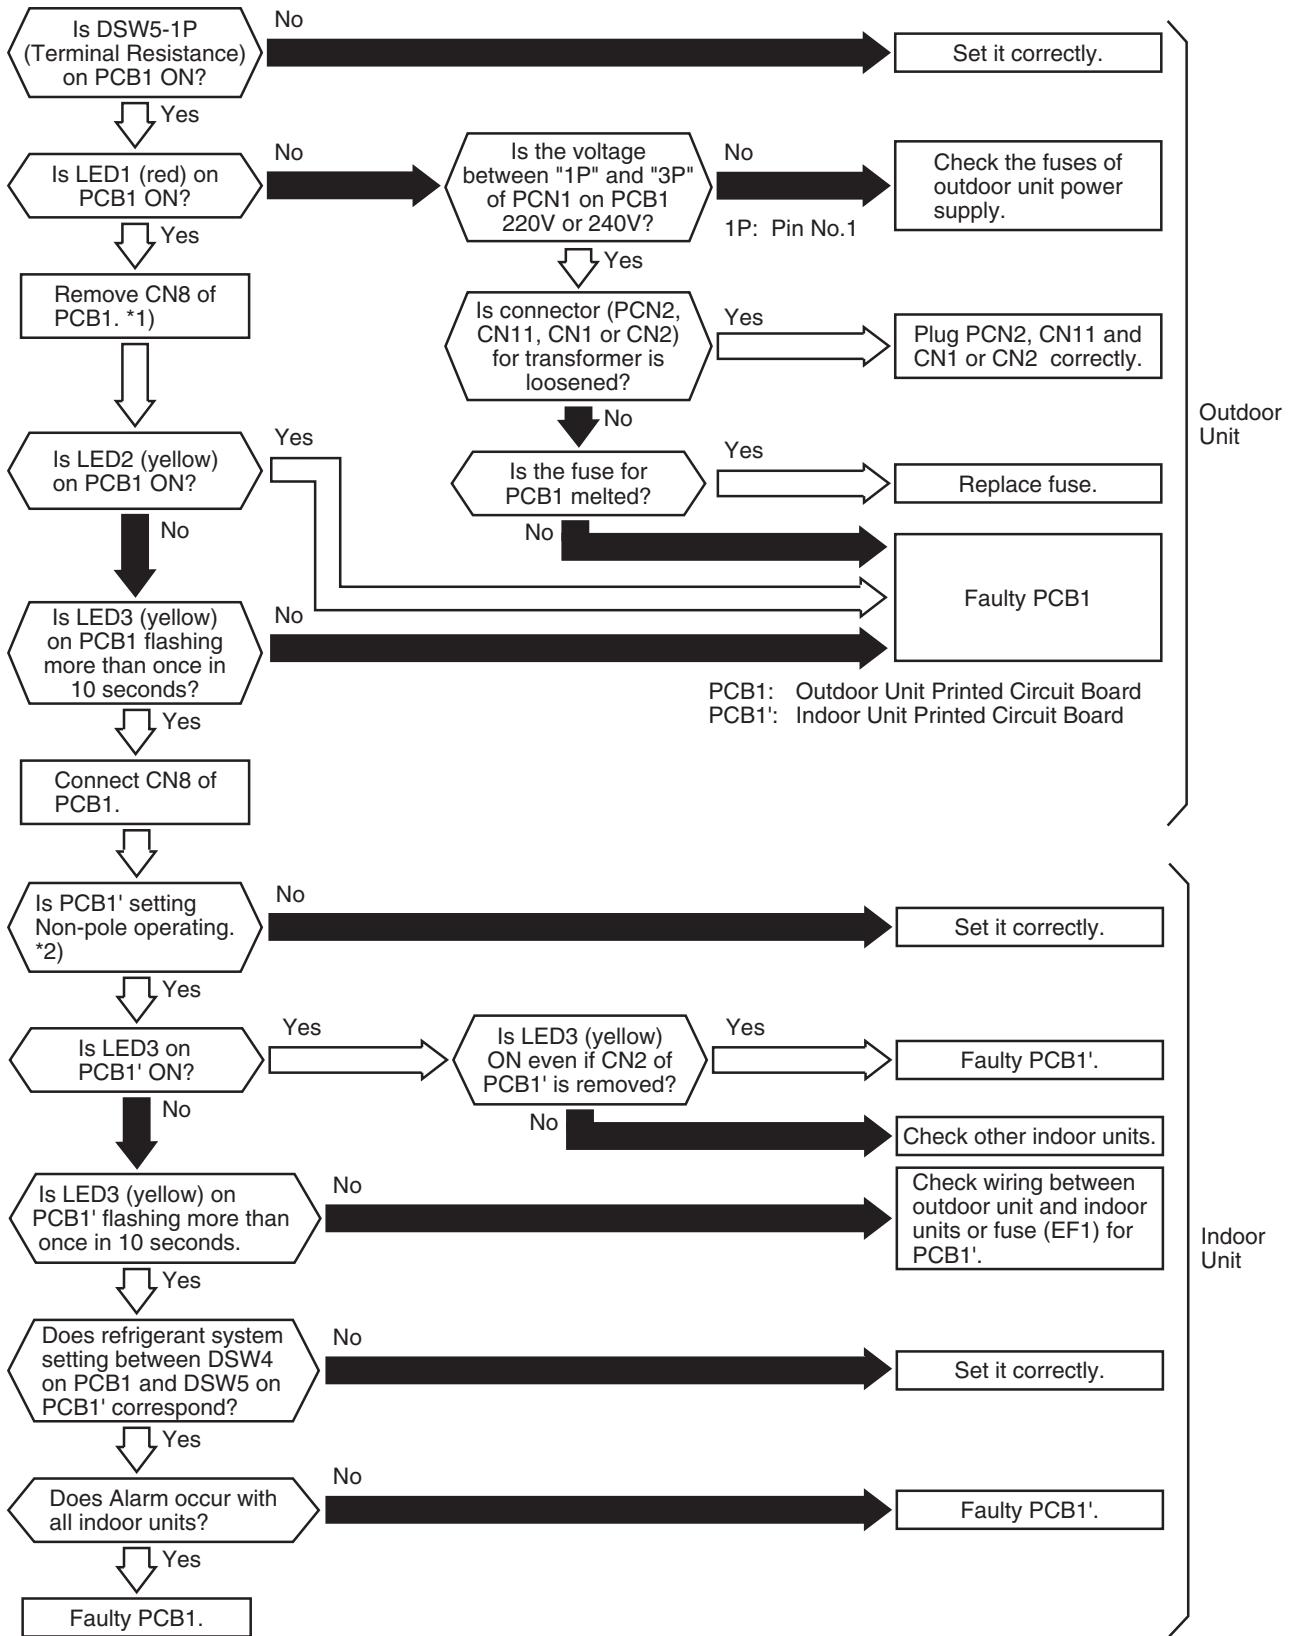 Is DSW5-1P
(Terminal Resistance)
on PCB1 ON?
No
Set it correctly.
Yes
Is LED1 (red) on
PCB1 ON?
No
Is the voltage
between "1P" and "3P"
of PCN1 on PCB1
220V or 240V?
No
1P: Pin No.1
Check the fuses of
outdoor unit power
supply.
Yes
Yes
Remove CN8 of
PCB1. *1)
Is connector (PCN2,
CN11, CN1 or CN2)
for transformer is
loosened?
Yes
Plug PCN2, CN11 and
CN1 or CN2 correctly.
No
Outdoor
Unit
Is LED2 (yellow)
on PCB1 ON?
Yes
Is the fuse for
PCB1 melted?
Yes
Replace fuse.
No
No
Faulty PCB1
Is LED3 (yellow)
on PCB1 flashing
more than once in
10 seconds?
No
PCB1: Outdoor Unit Printed Circuit Board
PCB1': Indoor Unit Printed Circuit Board
Yes
Connect CN8 of
PCB1.
Is PCB1' setting
Non-pole operating.
*2)
No
Set it correctly.
Yes
Is LED3 on
PCB1' ON?
Yes
Is LED3 (yellow)
ON even if CN2 of
PCB1' is removed?
Yes
Faulty PCB1'.
No
No
Check other indoor units.
Is LED3 (yellow) on
PCB1' flashing more than
once in 10 seconds.
No
Check wiring between
outdoor unit and indoor
units or fuse (EF1) for
PCB1'.
Indoor
Unit
Yes
Does refrigerant system
setting between DSW4
on PCB1 and DSW5 on
PCB1' correspond?
No
Set it correctly.
Yes
Does Alarm occur with
all indoor units?
No
Faulty PCB1'.
Yes
Faulty PCB1.